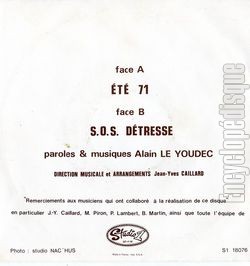 face A
ÉTÉ 71
face B
S.O.S. DÉTRESSE
paroles & musiques Alain LE YOUDEC
DIRECTION MUSICALE et ARRANGEMENTS Jean-Yves CAILLARD
"Remerciements aux musiciens qui ont collaboré à la réalisation de ce disque
en particulier J-Y. Caillard, M. Piron, P. Lambert, B. Martin, ainsi que toute l'équipe de
Studio
Photo : studio NAC'HUS
S1 18076